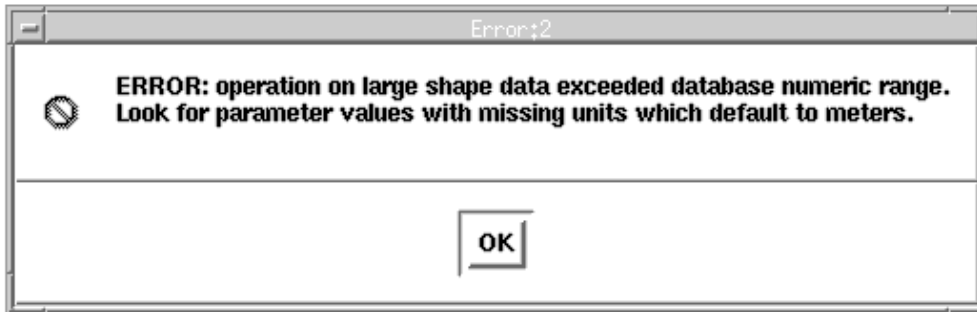 Error:2
ERROR: operation on large shape data exceeded database numeric range.
Look for parameter values with missing units which default to meters.
OK